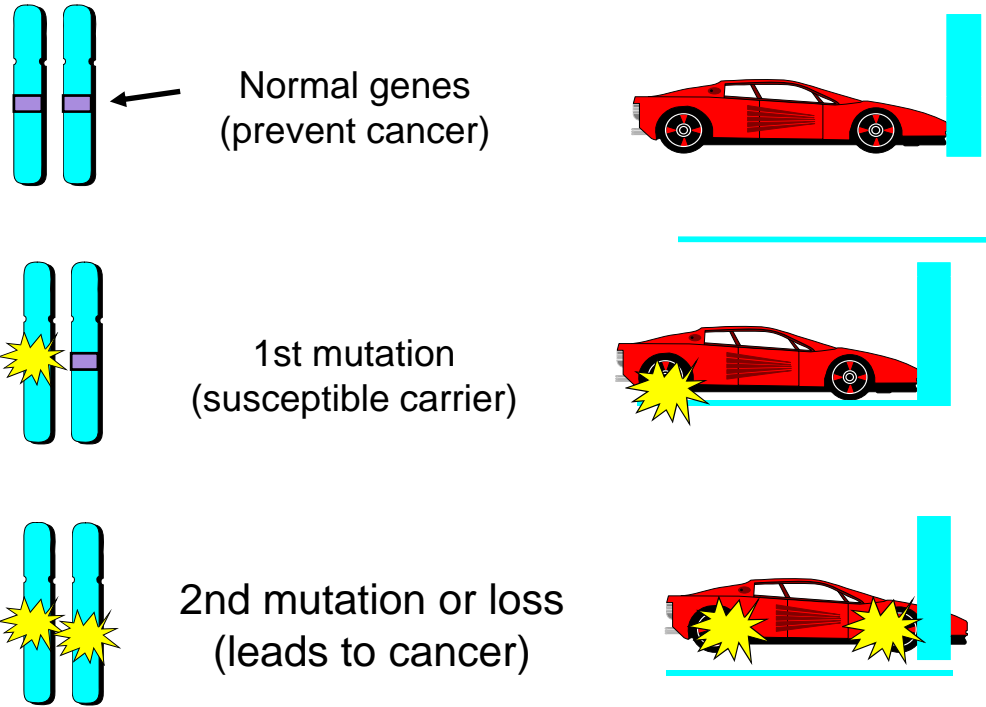 Normal genes
(prevent cancer)
1st mutation
(susceptible carrier)
2nd mutation or loss
(leads to cancer)